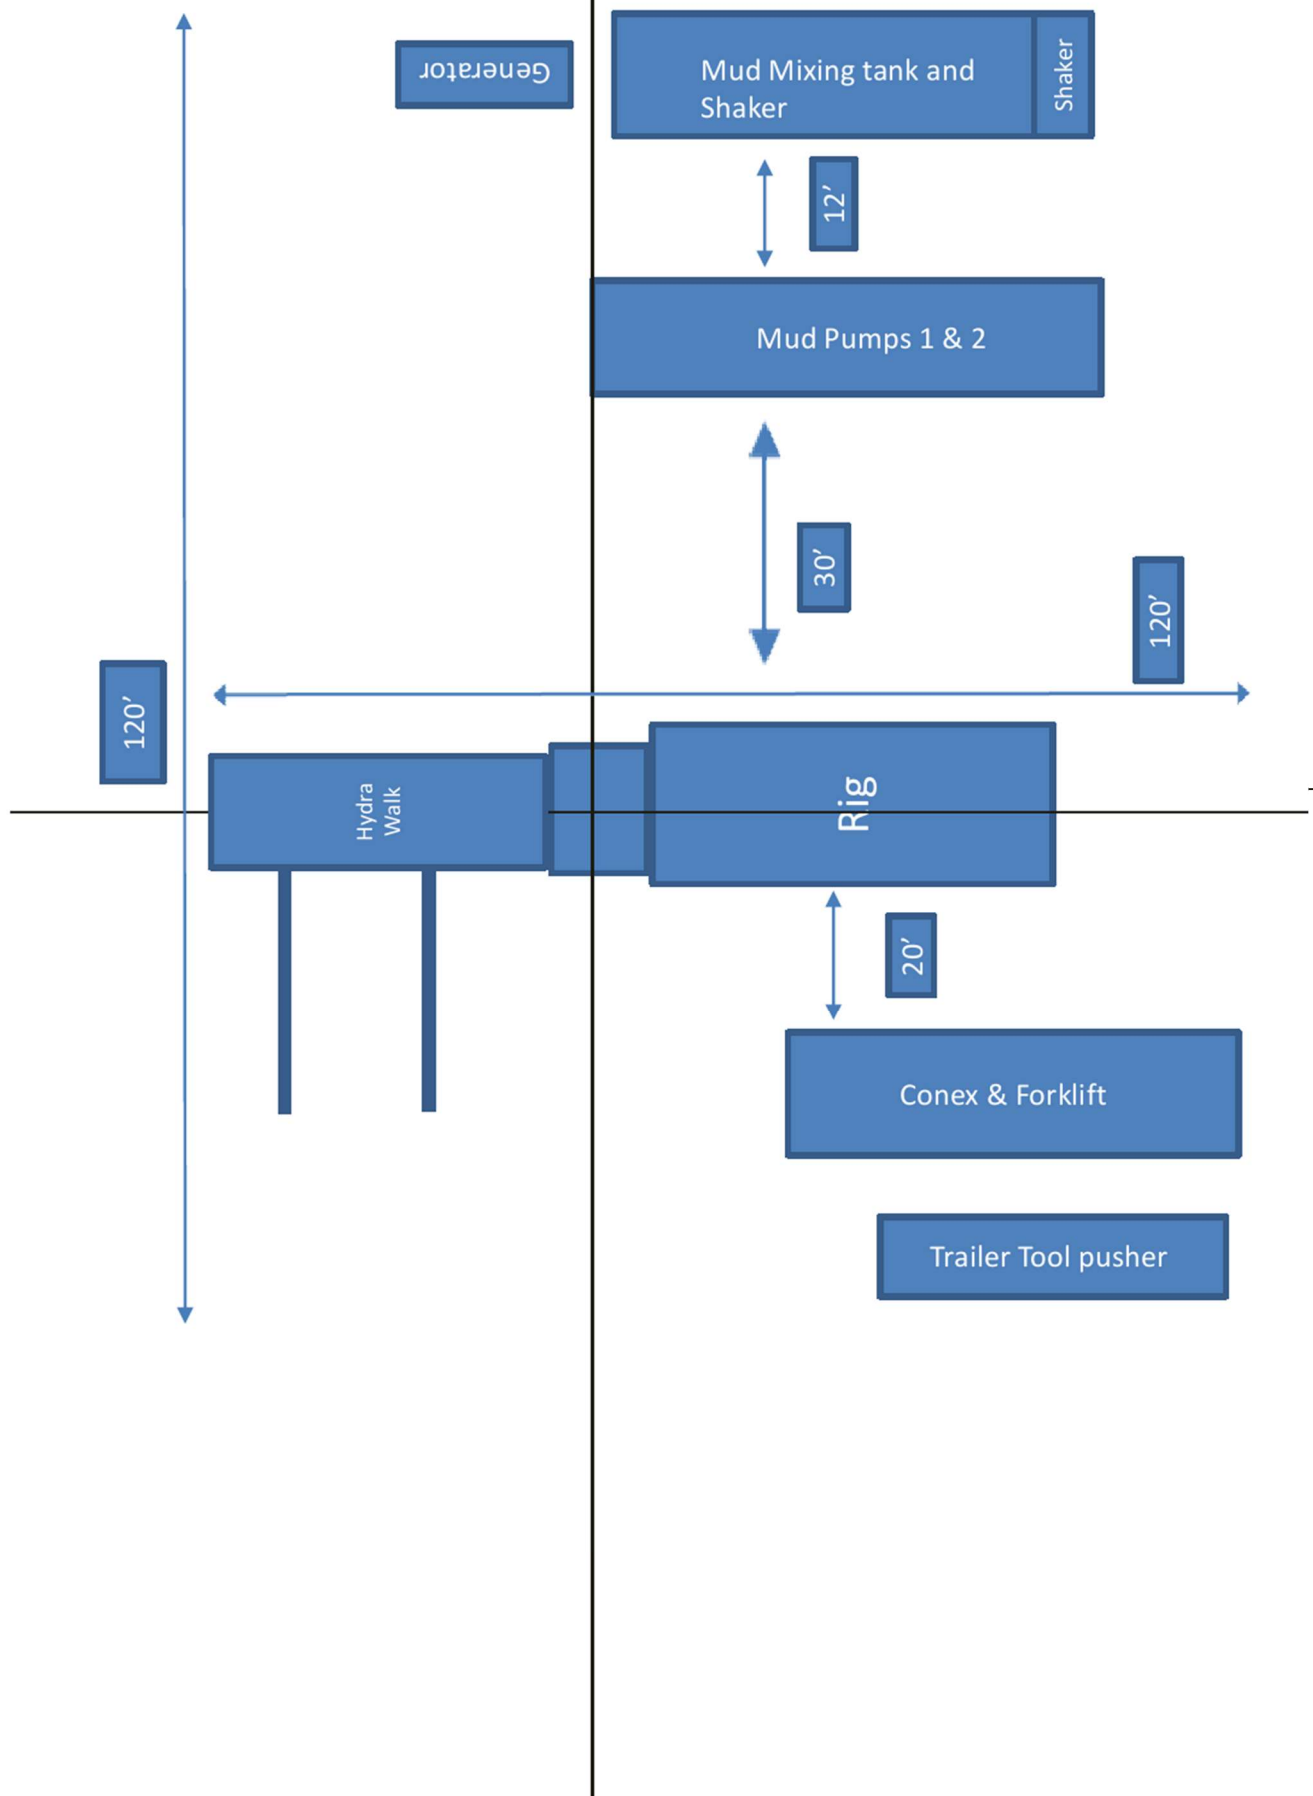 Generator
Mud Mixing tank and
Shaker
Shaker
12’
Mud Pumps 1 & 2
30’
120’
120’
Hydra
Walk
Rig
20’
Conex & Forklift
Trailer Tool pusher